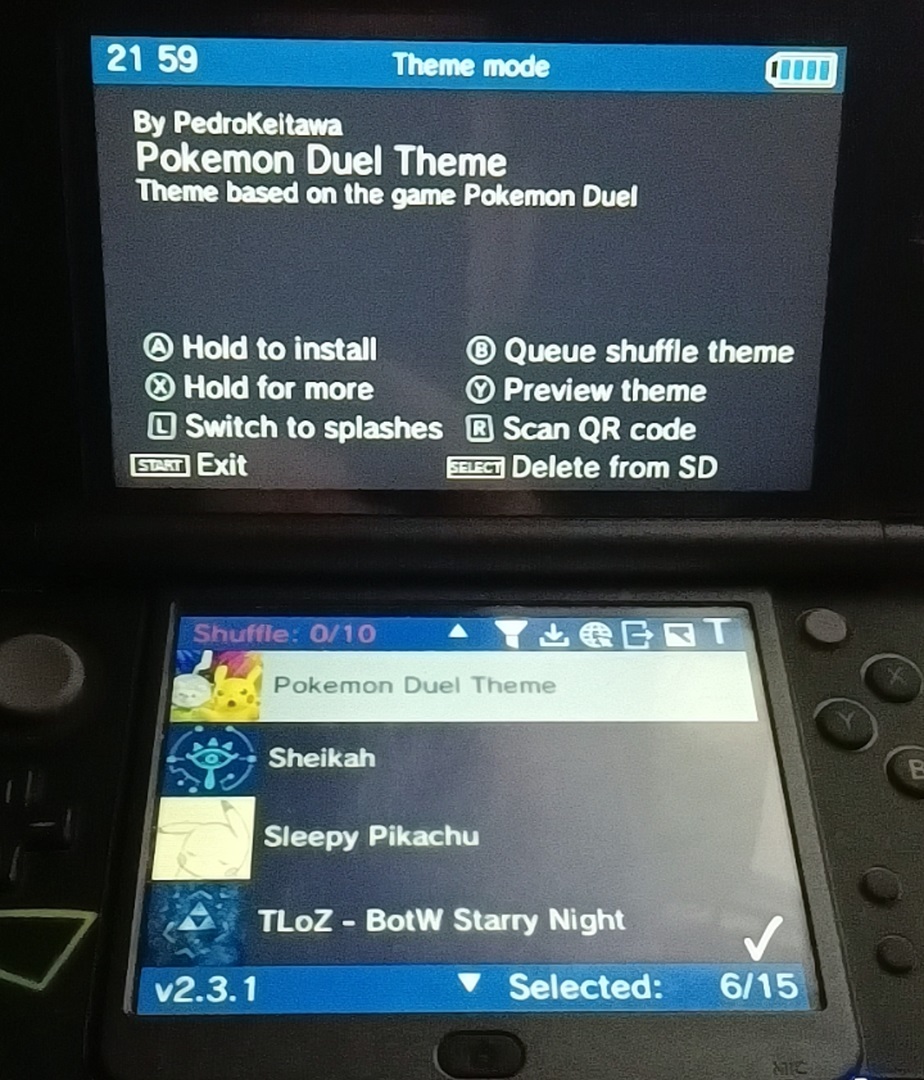 21 59 Theme mode
By PedroKeitawa
Pokemon Duel Theme
Theme based on the game Pokemon Duel
A Hold to install B Queue shuffle theme
X Hold for more Y Preview theme
L Switch to splashes R Scan QR code
START Exit SELECT Delete from SD
Shuffle: 0/10 T
Pokemon Duel Theme
Sheikah
Sleepy Pikachu
TLoZ - BotW Starry Night
v2.3.1 Selected: 6/15
X
Y
B
MIC